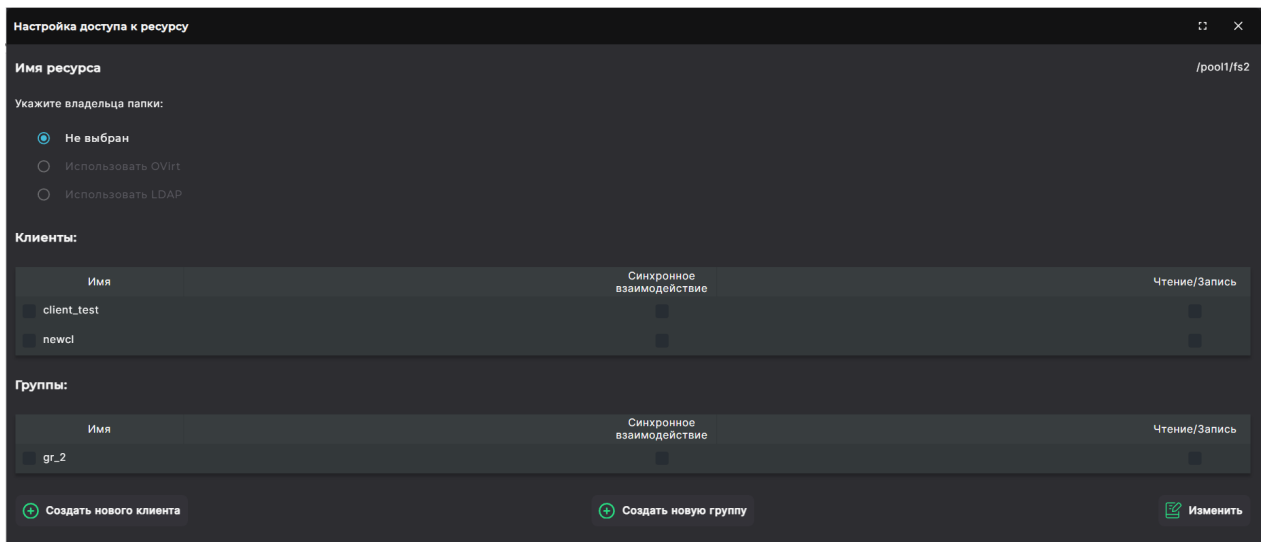 Настройка доступа к ресурсу
Имя ресурса /pool1/fs2
Укажите владельца папки:
Не выбран
Использовать OVirt
Использовать LDAP
Клиенты:
Имя Синхронное взаимодействие Чтение/Запись
client_test
newcl
Группы:
Имя Синхронное взаимодействие Чтение/Запись
gr_2
Создать нового клиента Создать новую группу Изменить